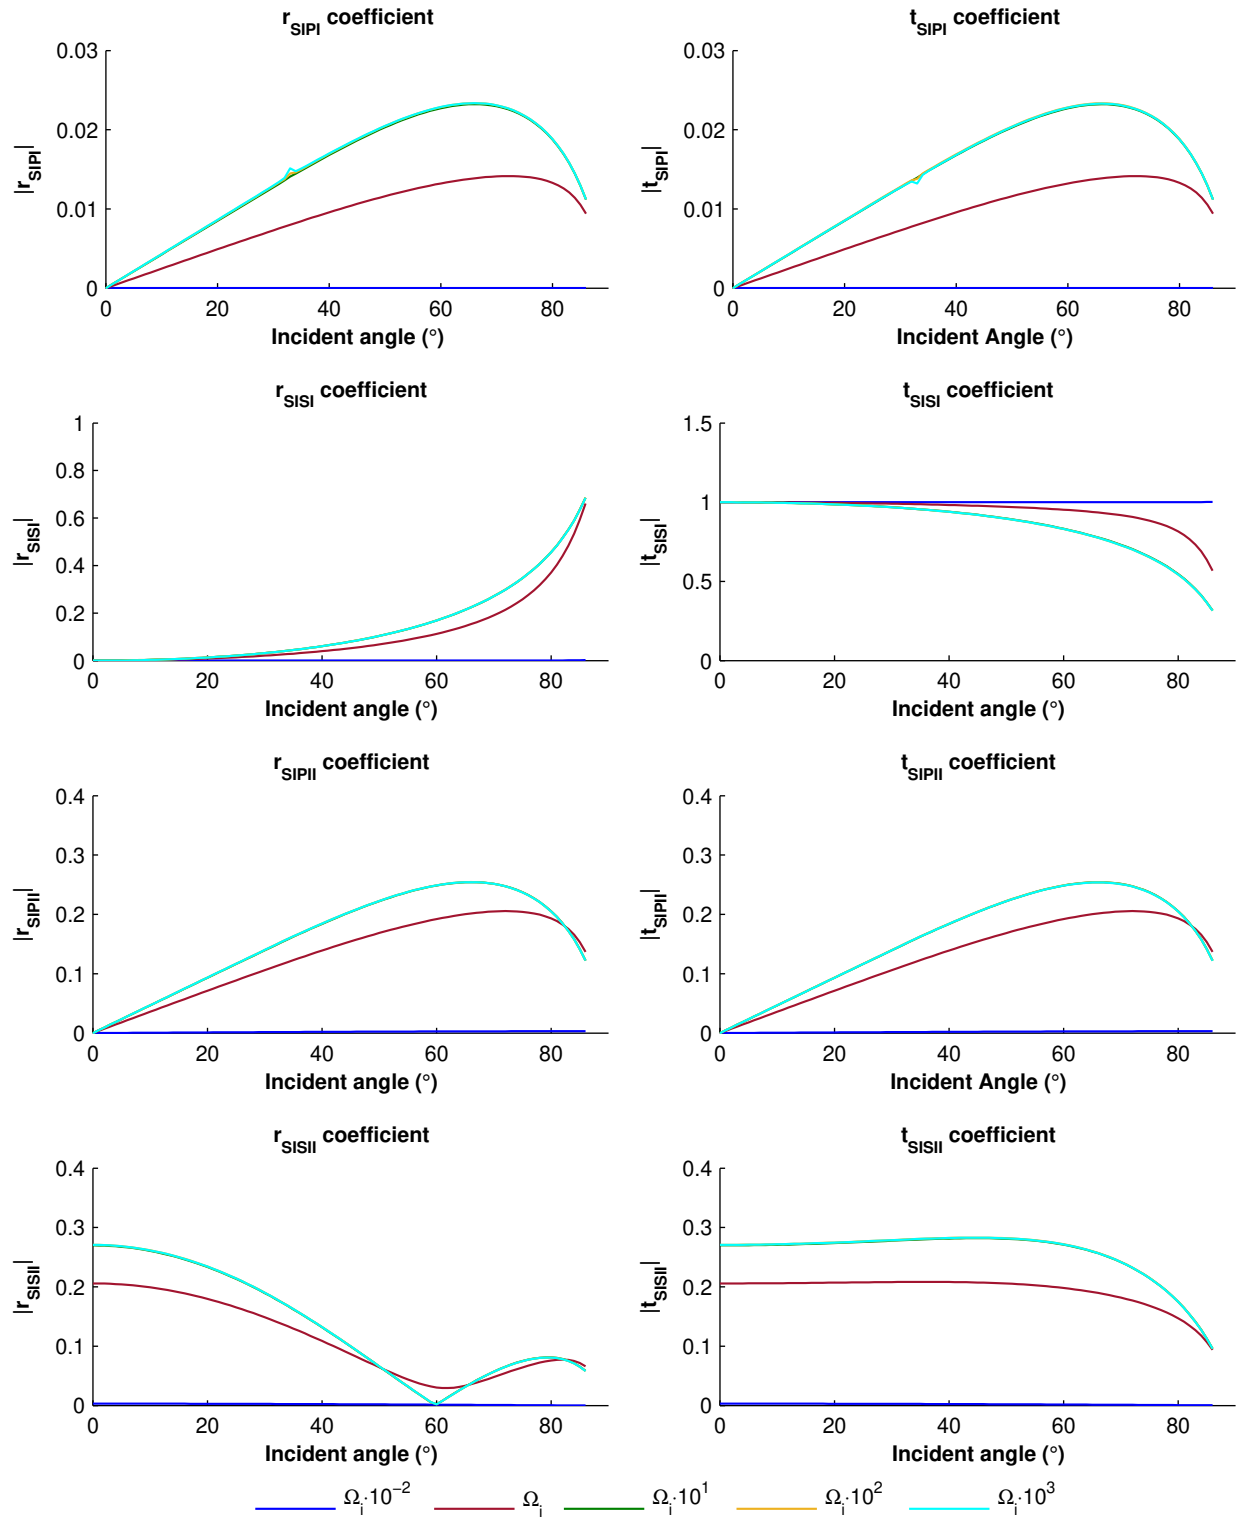 r_SIPI coefficient
0.03
0.02
0.01
0
|r_SIPI|
0 20 40 60 80
Incident angle (°)
t_SIPI coefficient
0.03
0.02
0.01
0
|t_SIPI|
0 20 40 60 80
Incident Angle (°)
r_SISI coefficient
1
0.8
0.6
0.4
0.2
0
|r_SISI|
0 20 40 60 80
Incident angle (°)
t_SISI coefficient
1.5
1
0.5
0
|t_SISI|
0 20 40 60 80
Incident angle (°)
r_SIPII coefficient
0.4
0.3
0.2
0.1
0
|r_SIPII|
0 20 40 60 80
Incident angle (°)
t_SIPII coefficient
0.4
0.3
0.2
0.1
0
|t_SIPII|
0 20 40 60 80
Incident Angle (°)
r_SISII coefficient
0.4
0.3
0.2
0.1
0
|r_SISII|
0 20 40 60 80
Incident angle (°)
t_SISII coefficient
0.4
0.3
0.2
0.1
0
|t_SISII|
0 20 40 60 80
Incident angle (°)
Ω_i·10^−2 Ω_i Ω_i·10^1 Ω_i·10^2 Ω_i·10^3